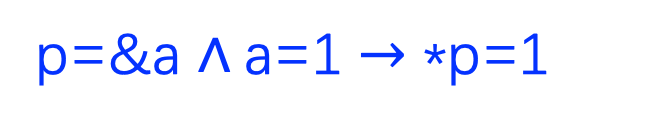 p=&a ∧ a=1 → *p=1